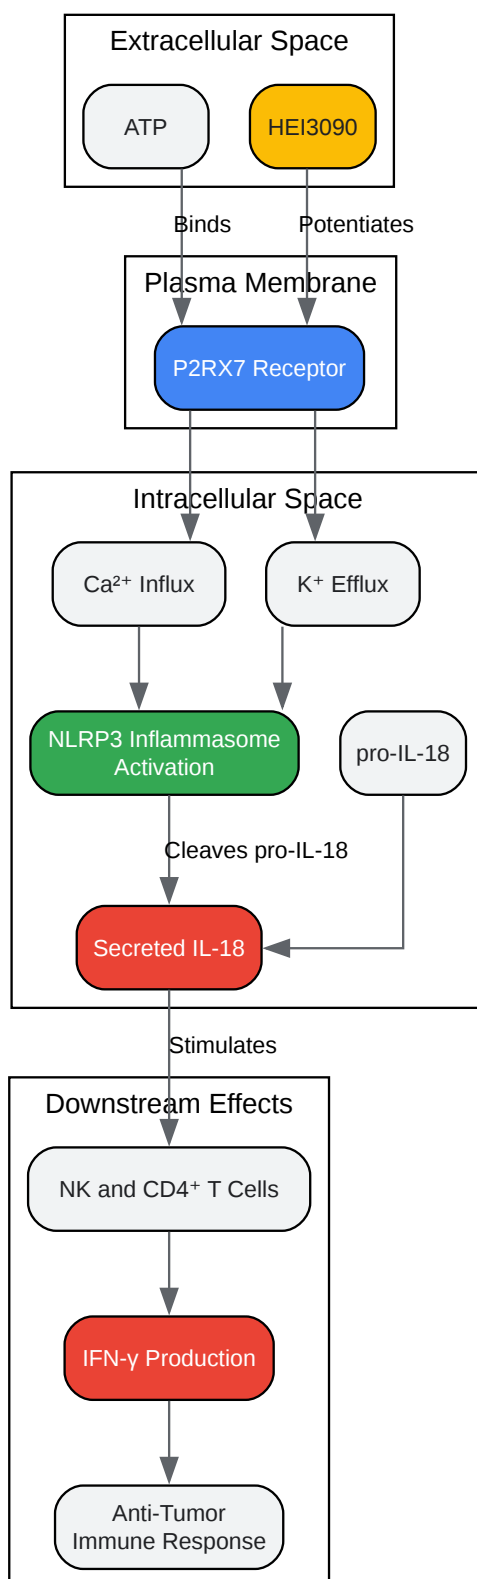 Extracellular Space
ATP
HEI3090
Binds
Potentiates
Plasma Membrane
P2RX7 Receptor
Intracellular Space
Ca²⁺ Influx
K⁺ Efflux
NLRP3 Inflammasome
Activation
pro-IL-18
Cleaves pro-IL-18
Secreted IL-18
Stimulates
Downstream Effects
NK and CD4⁺ T Cells
IFN-γ Production
Anti-Tumor
Immune Response